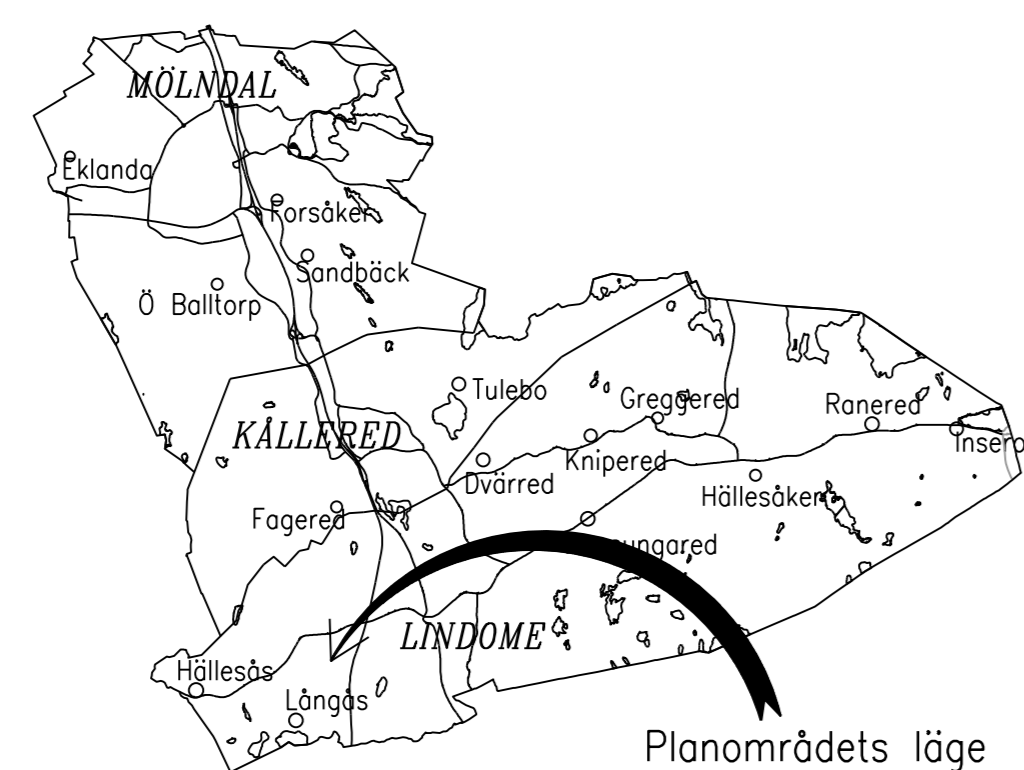 MÖLNDAL
Eklanda
Forsåker
Sandbäck
Ö Balltorp
Tulebo
Greggered
Ranered
KÅLLERED
Knipered
Dvärred
Hällesåker
Fagered
LINDOME
Hällesås
Långås
Planområdets läge